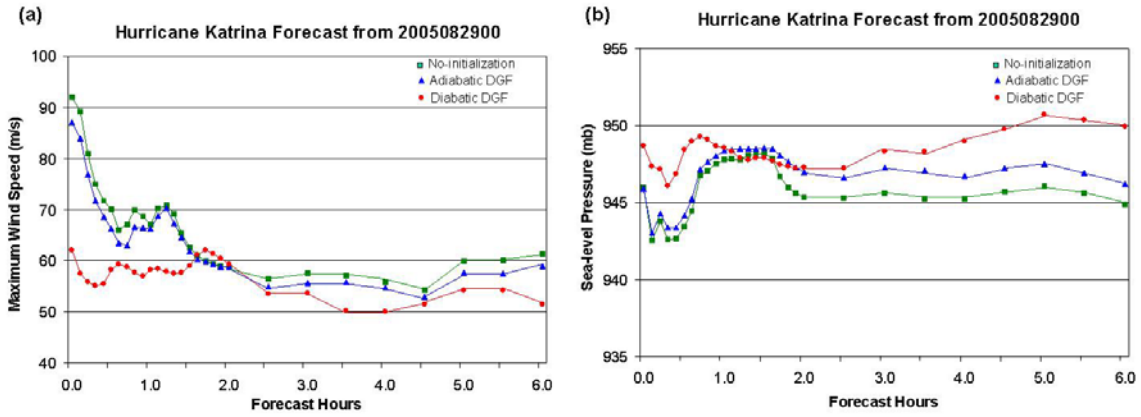 (a)
Hurricane Katrina Forecast from 2005082900
100
90
80
70
60
50
40
Maximum Wind Speed (m/s)
No-initialization
Adiabatic DGF
Diabatic DGF
0.0 1.0 2.0 3.0 4.0 5.0 6.0
Forecast Hours
(b)
Hurricane Katrina Forecast from 2005082900
955
950
945
940
935
Sea-level Pressure (mb)
No-initialization
Adiabatic DGF
Diabatic DGF
0.0 1.0 2.0 3.0 4.0 5.0 6.0
Forecast Hours